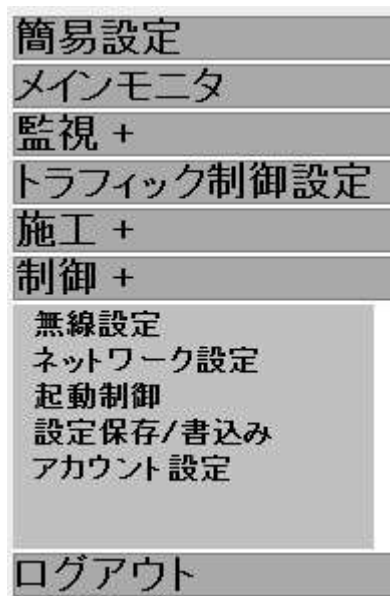 簡易設定
メインモニタ
監視 +
トラフィック制御設定
施工 +
制御 +
無線設定
ネットワーク設定
起動制御
設定保存/書込み
アカウント設定
ログアウト